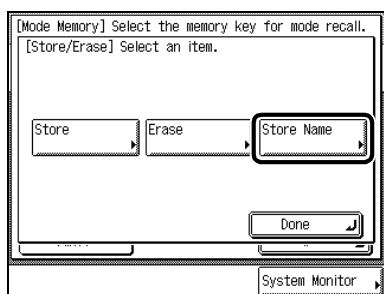 [Mode Memory] Select the memory key for mode recall.
[Store/Erase] Select an item.
Store
Erase
Store Name
Done
System Monitor